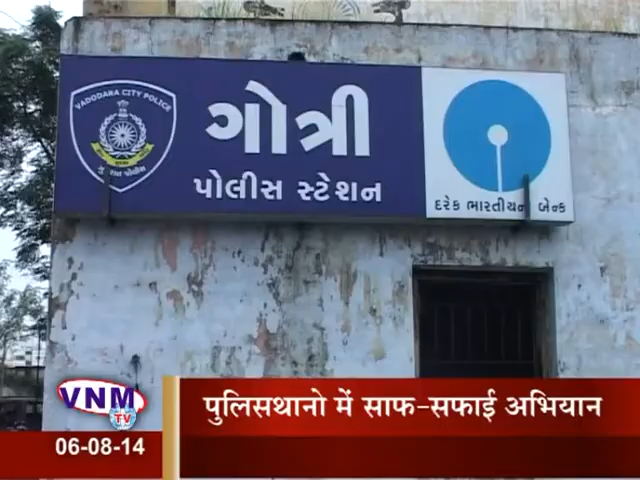 VADODARA CITY POLICE
ગોત્રી
પોલીસ સ્ટેશન
દરેક ભારતીયની બેન્ક
VNM
TV
पुलिसथानो में साफ-सफाई अभियान
06-08-14